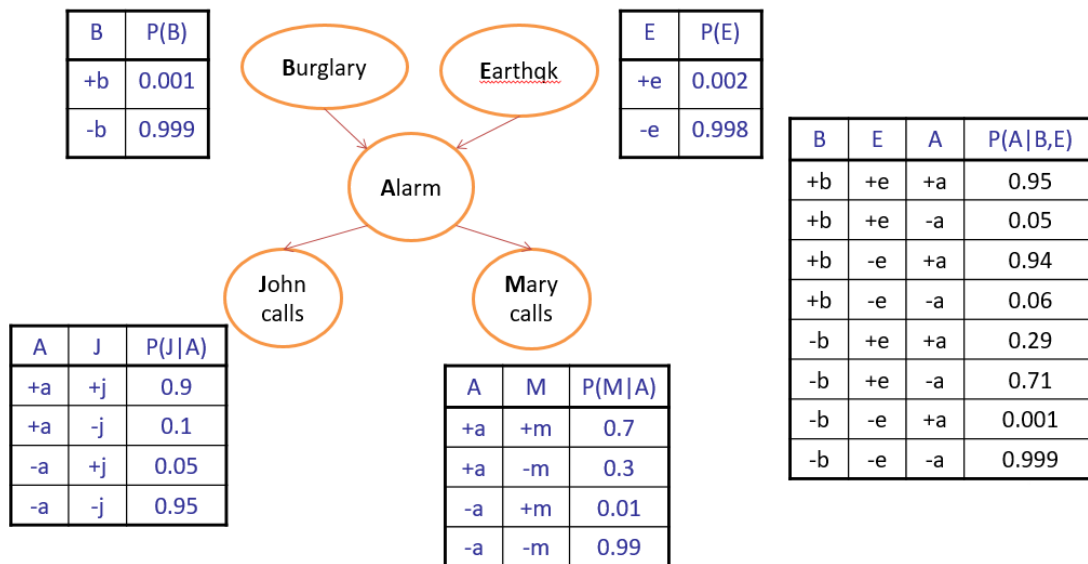 B P(B)
+b 0.001
-b 0.999
Burglary
Earthqk
E P(E)
+e 0.002
-e 0.998
Alarm
John
calls
Mary
calls
B E A P(A|B,E)
+b +e +a 0.95
+b +e -a 0.05
+b -e +a 0.94
+b -e -a 0.06
-b +e +a 0.29
-b +e -a 0.71
-b -e +a 0.001
-b -e -a 0.999
A J P(J|A)
+a +j 0.9
+a -j 0.1
-a +j 0.05
-a -j 0.95
A M P(M|A)
+a +m 0.7
+a -m 0.3
-a +m 0.01
-a -m 0.99